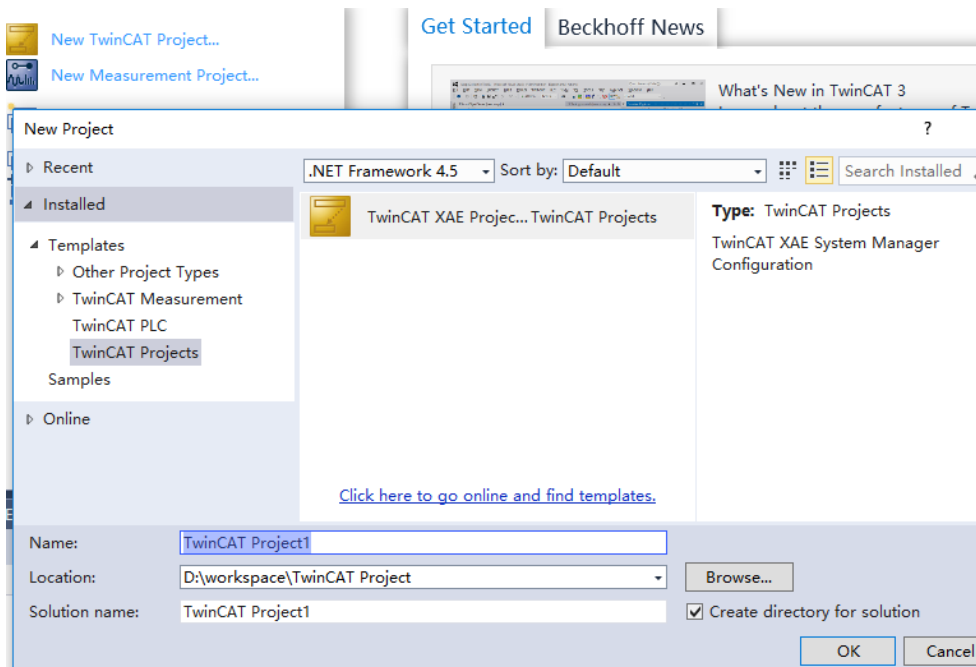 New TwinCAT Project...
New Measurement Project...
Get Started
Beckhoff News
What's New in TwinCAT 3
New Project
?
Recent
.NET Framework 4.5
Sort by:
Default
Search Installed
Installed
TwinCAT XAE Projec... TwinCAT Projects
Type: TwinCAT Projects
TwinCAT XAE System Manager
Configuration
Templates
Other Project Types
TwinCAT Measurement
TwinCAT PLC
TwinCAT Projects
Samples
Online
Click here to go online and find templates.
Name:
TwinCAT Project1
Location:
D:\workspace\TwinCAT Project
Browse...
Solution name:
TwinCAT Project1
Create directory for solution
OK
Cancel